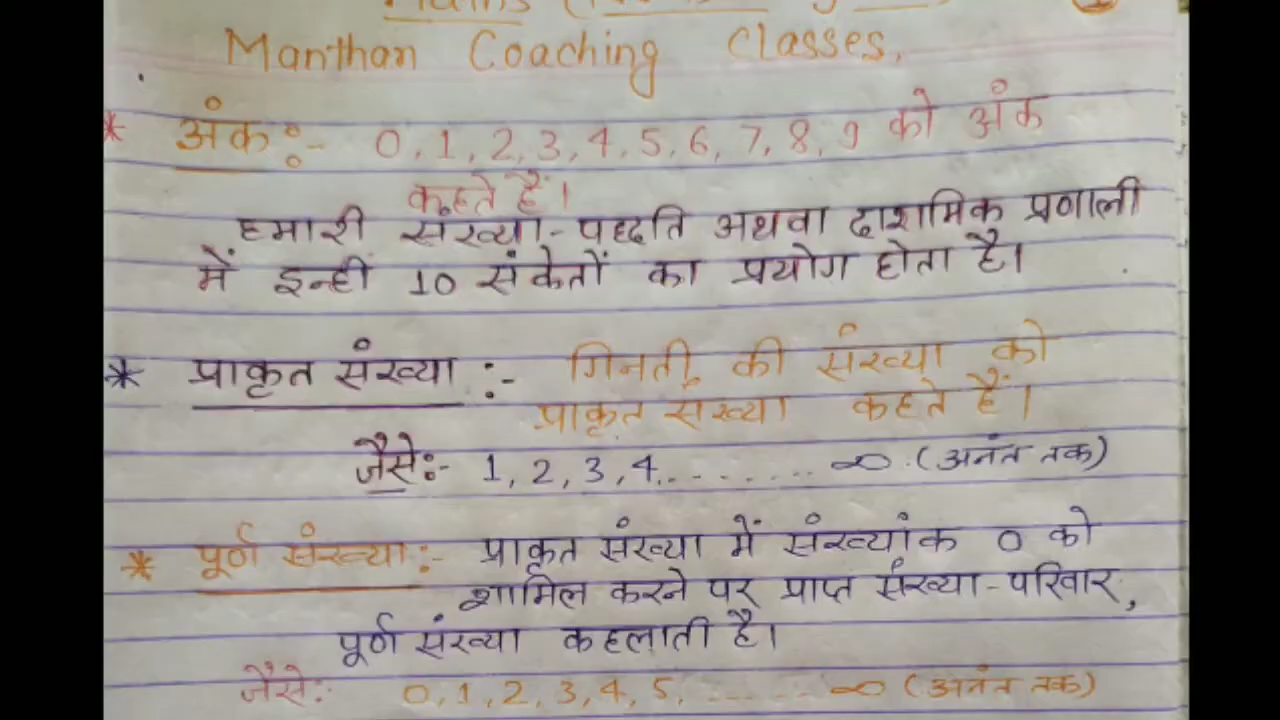 Manthan Coaching Classes,
* अंक :- 0, 1, 2, 3, 4, 5, 6, 7, 8, 9 को अंक
कहते हैं।
हमारी संख्या-पद्धति अथवा दाशमिक प्रणाली
में इन्हीं 10 संकेतों का प्रयोग होता है।
* प्राकृत संख्या :- गिनती की संख्या को
प्राकृत संख्या कहते हैं।
जैसे:- 1, 2, 3, 4. . . . . . . . ∞ (अनंत तक)
* पूर्ण संख्या :- प्राकृत संख्या में संख्यांक 0 को
शामिल करने पर प्राप्त संख्या-परिवार,
पूर्ण संख्या कहलाती है।
जैसे: 0, 1, 2, 3, 4, 5, . . . . . . ∞ (अनंत तक)